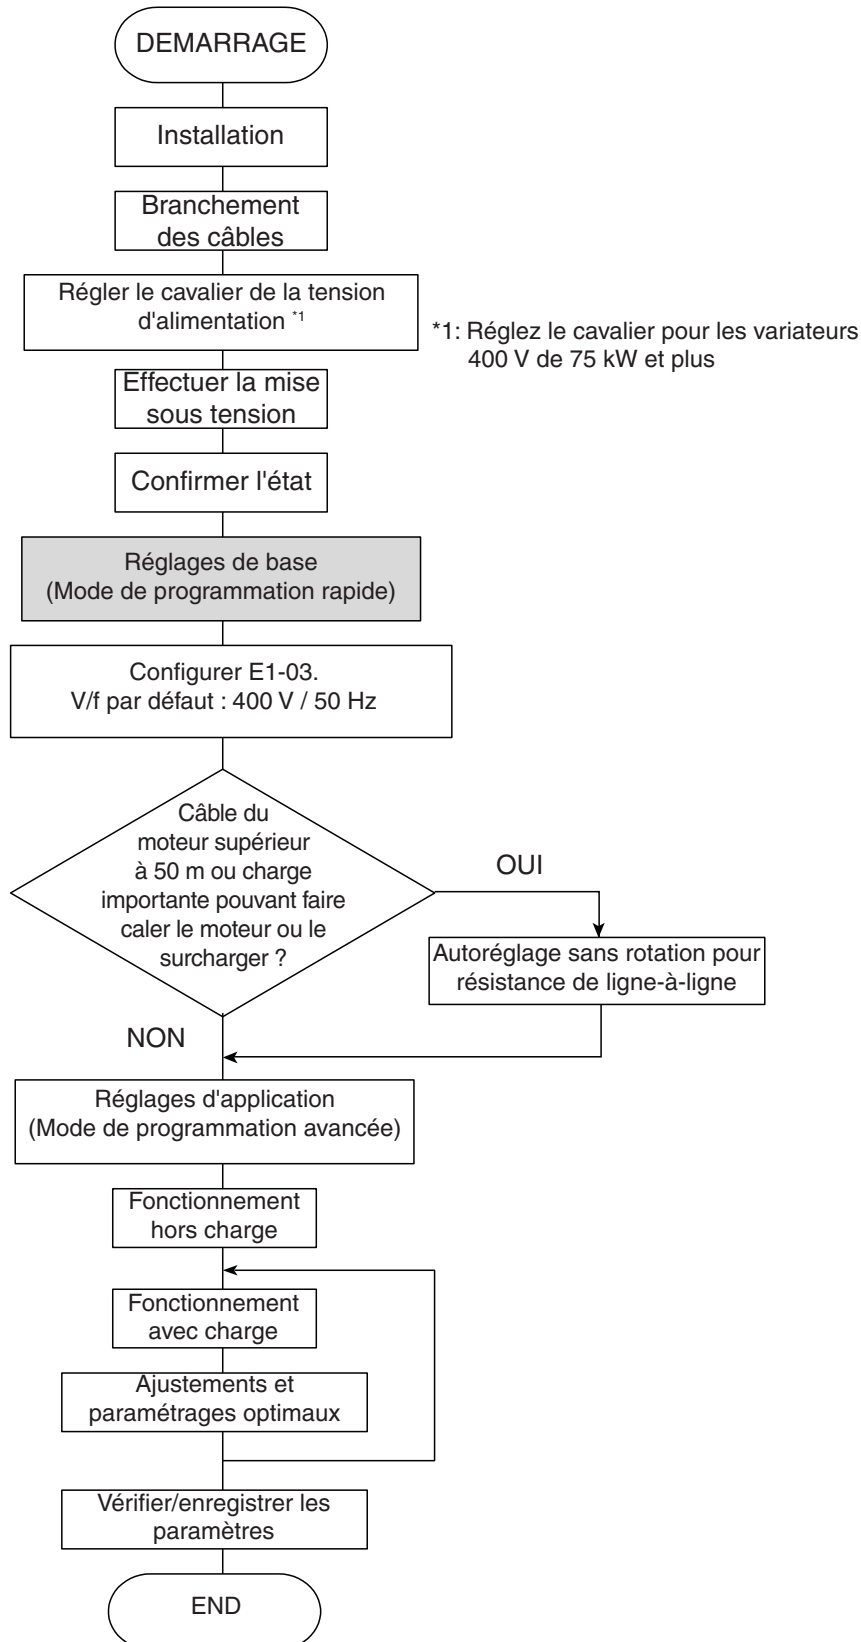 DEMARRAGE
Installation
Branchement
des câbles
Régler le cavalier de la tension
d'alimentation *1
*1: Réglez le cavalier pour les variateurs
400 V de 75 kW et plus
Effectuer la mise
sous tension
Confirmer l'état
Réglages de base
(Mode de programmation rapide)
Configurer E1-03.
V/f par défaut : 400 V / 50 Hz
Câble du
moteur supérieur
à 50 m ou charge
importante pouvant faire
caler le moteur ou le
surcharger ?
OUI
Autoréglage sans rotation pour
résistance de ligne-à-ligne
NON
Réglages d'application
(Mode de programmation avancée)
Fonctionnement
hors charge
Fonctionnement
avec charge
Ajustements et
paramétrages optimaux
Vérifier/enregistrer les
paramètres
END